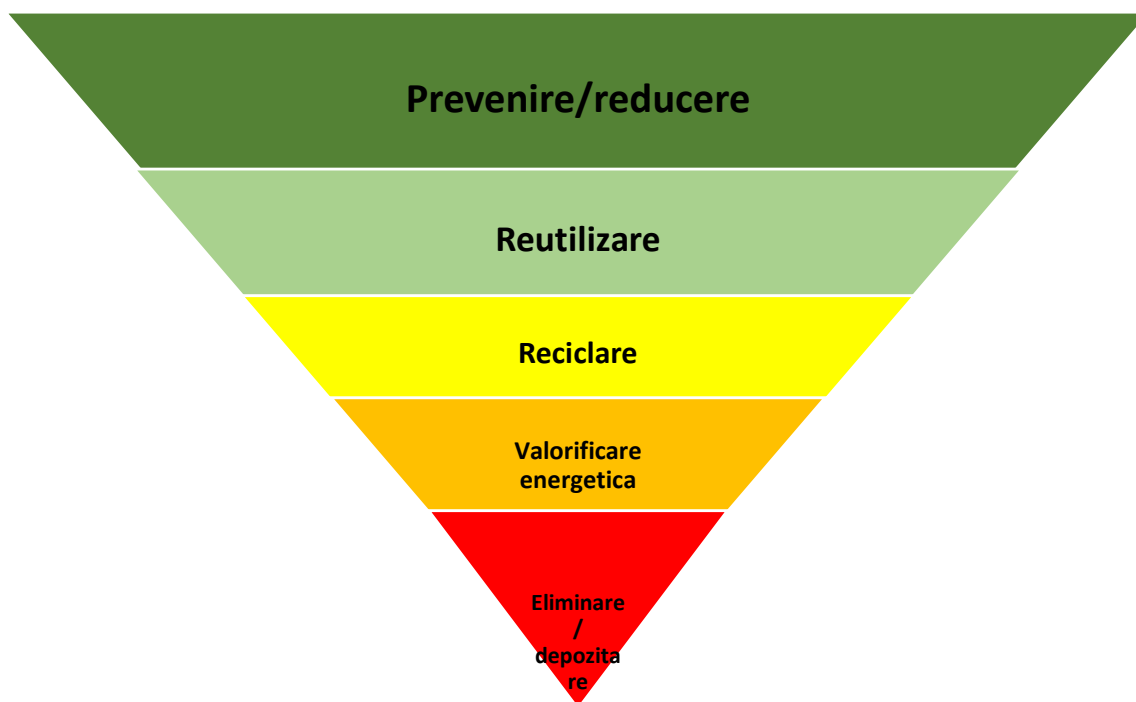 Prevenire/reducere
Reutilizare
Reciclare
Valorificare
energetica
Eliminare
/
depozita
re